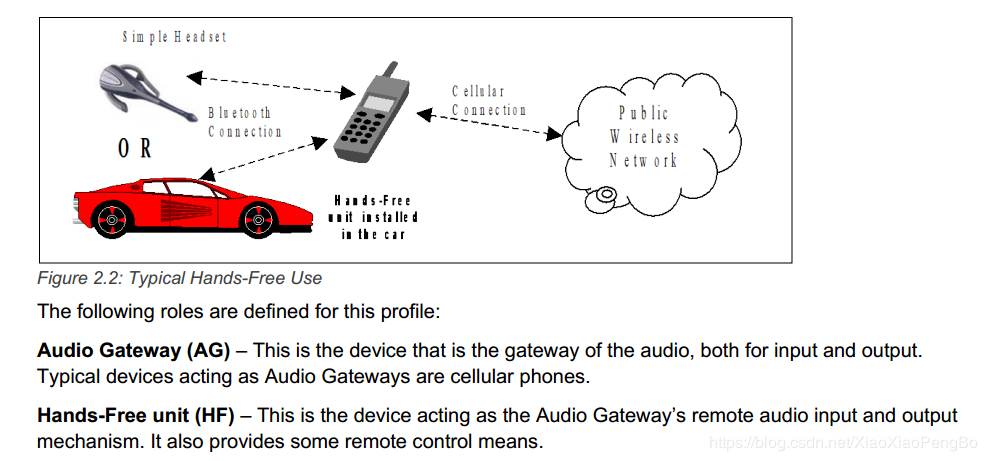 Simple Headset
Bluetooth
Connection
OR
Cellular
Connection
Public
Wireless
Network
Hands-Free
unit installed
in the car
Figure 2.2: Typical Hands-Free Use
The following roles are defined for this profile:
Audio Gateway (AG) – This is the device that is the gateway of the audio, both for input and output.
Typical devices acting as Audio Gateways are cellular phones.
Hands-Free unit (HF) – This is the device acting as the Audio Gateway’s remote audio input and output
mechanism. It also provides some remote control means.
https://blog.csdn.net/XiaoXiaoPengBo